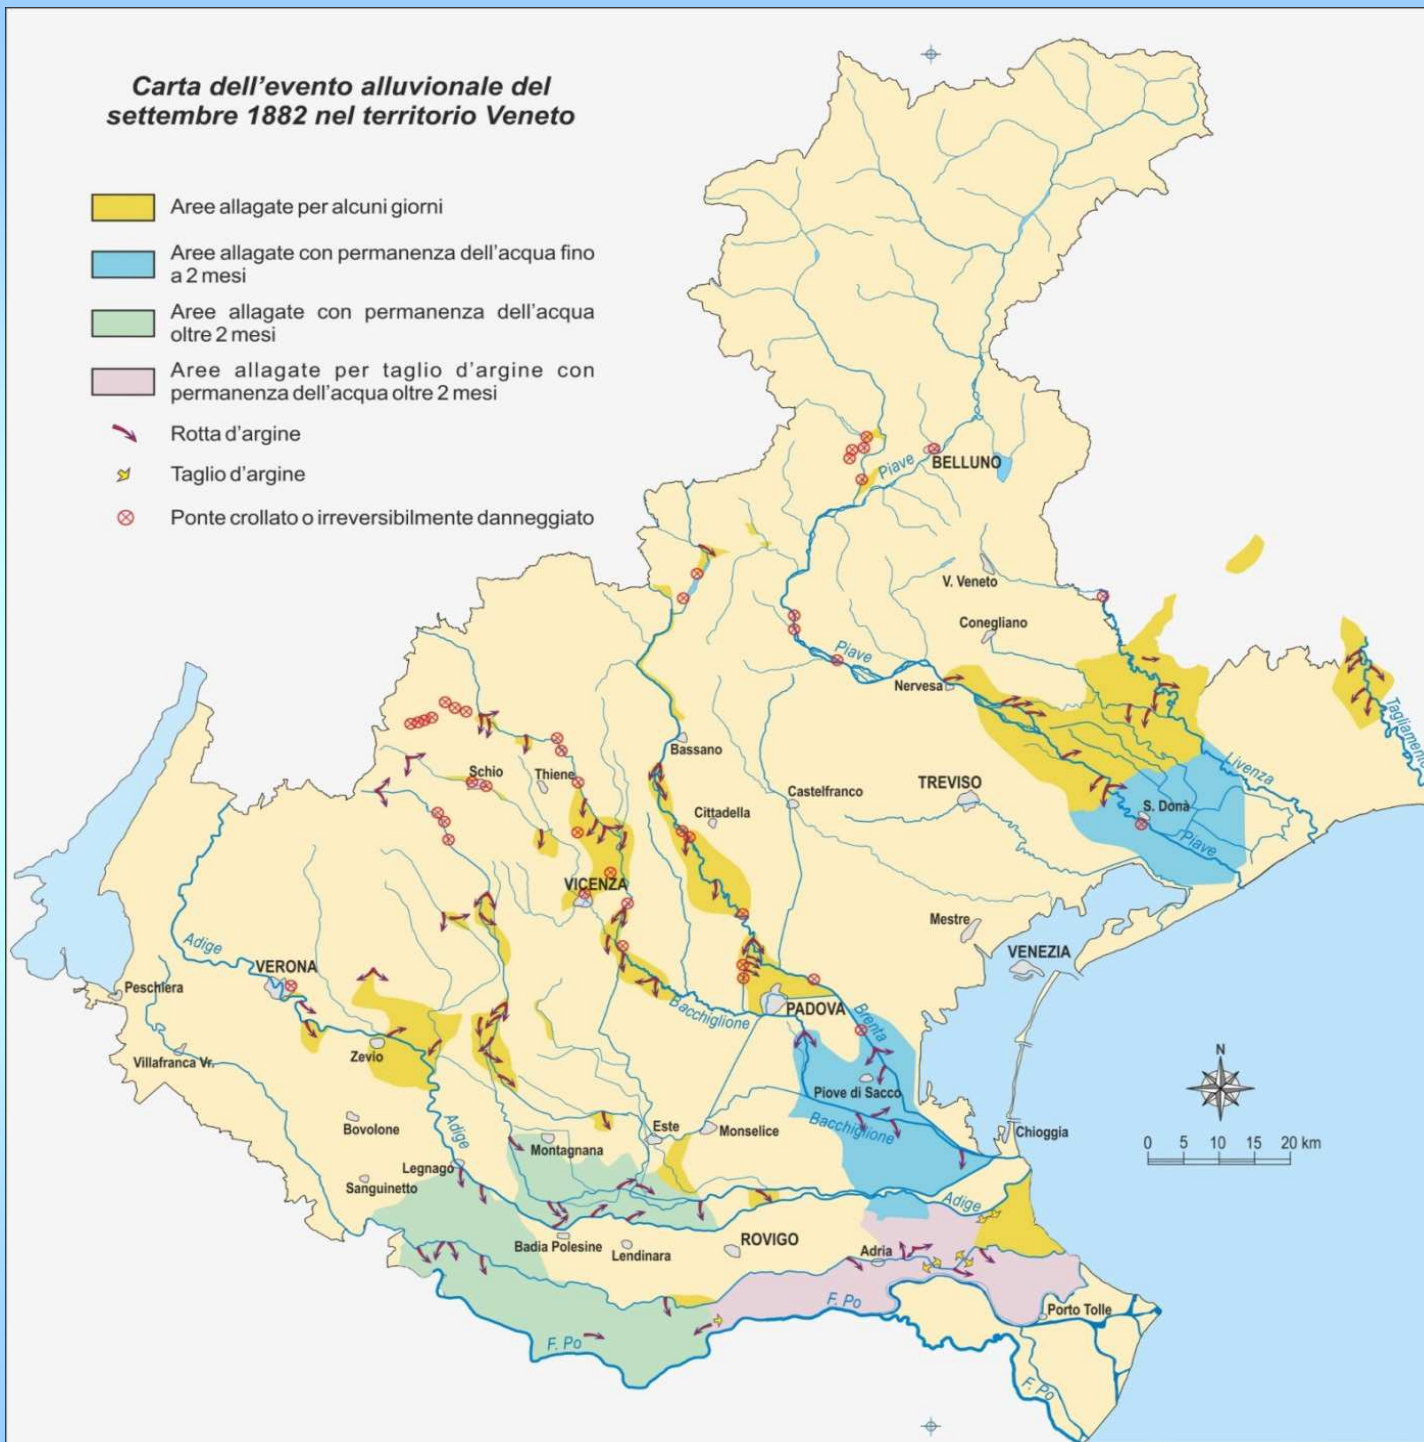 Carta dell'evento alluvionale del
settembre 1882 nel territorio Veneto
Aree allagate per alcuni giorni
Aree allagate con permanenza dell'acqua fino
a 2 mesi
Aree allagate con permanenza dell'acqua
oltre 2 mesi
Aree allagate per taglio d'argine con
permanenza dell'acqua oltre 2 mesi
Rotta d'argine
Taglio d'argine
Ponte crollato o irreversibilmente danneggiato
Piave
BELLUNO
V. Veneto
Conegliano
Piave
Nervesa
Tagliamento
Bassano
Livenza
Schio
Thiene
TREVISO
Castelfranco
S. Donà
Cittadella
Piave
VICENZA
Mestre
Adige
VENEZIA
VERONA
Peschiera
PADOVA
Bacchiglione
Brenta
Zevio
Villafranca Vr.
N
Piove di Sacco
Bovolone
Adige
Este
Monselice
Bacchiglione
Chioggia
0 5 10 15 20 km
Montagnana
Legnago
Sanguinetto
Adige
ROVIGO
Badia Polesine
Lendinara
Adria
F. Po
Porto Tolle
F. Po
F. Po